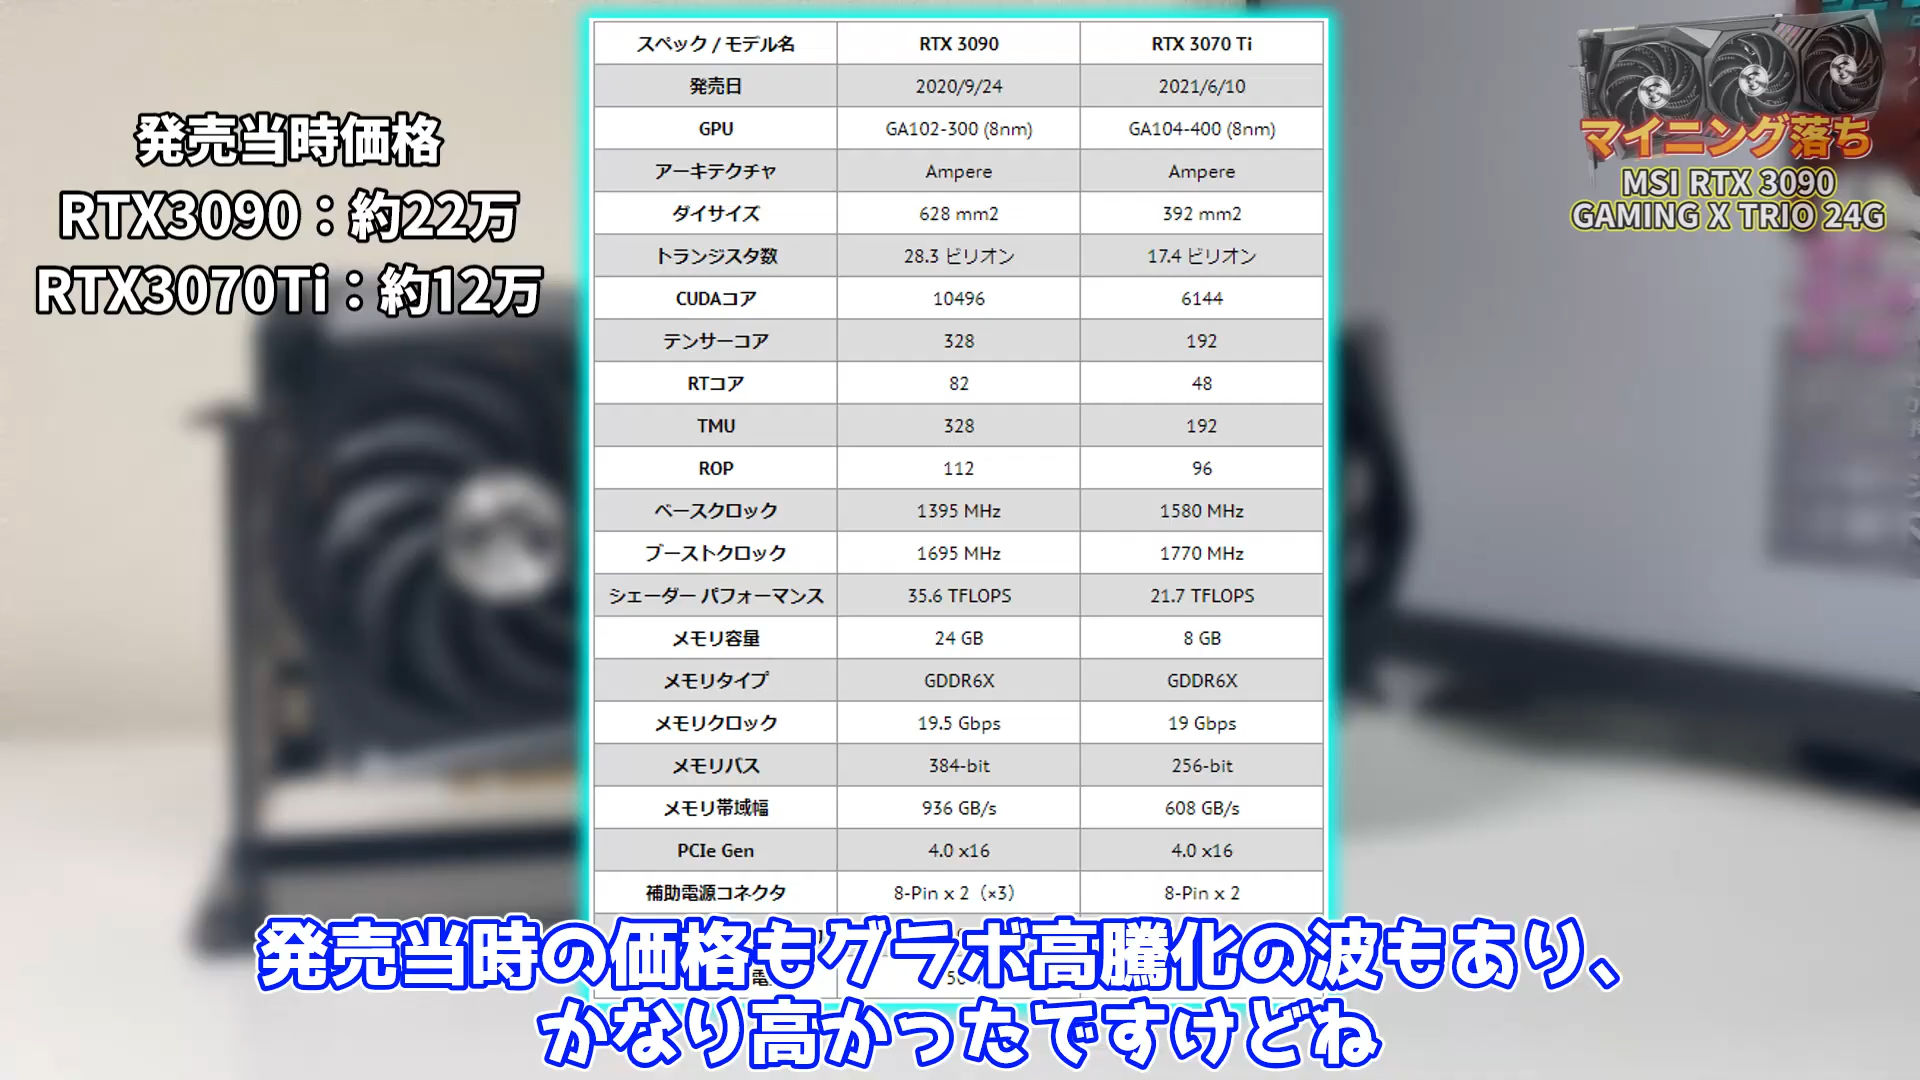 発売当時価格
RTX3090：約22万
RTX3070Ti：約12万
スペック / モデル名 RTX 3090 RTX 3070 Ti
発売日 2020/9/24 2021/6/10
GPU GA102-300 (8nm) GA104-400 (8nm)
アーキテクチャ Ampere Ampere
ダイサイズ 628 mm2 392 mm2
トランジスタ数 28.3 ビリオン 17.4 ビリオン
CUDAコア 10496 6144
テンサーコア 328 192
RTコア 82 48
TMU 328 192
ROP 112 96
ベースクロック 1395 MHz 1580 MHz
ブーストクロック 1695 MHz 1770 MHz
シェーダー パフォーマンス 35.6 TFLOPS 21.7 TFLOPS
メモリ容量 24 GB 8 GB
メモリタイプ GDDR6X GDDR6X
メモリクロック 19.5 Gbps 19 Gbps
メモリバス 384-bit 256-bit
メモリ帯域幅 936 GB/s 608 GB/s
PCIe Gen 4.0 x16 4.0 x16
補助電源コネクタ 8-Pin x 2（×3） 8-Pin x 2
マイニング落ち
MSI RTX 3090
GAMING X TRIO 24G
発売当時の価格もグラボ高騰化の波もあり、
かなり高かったですけどね